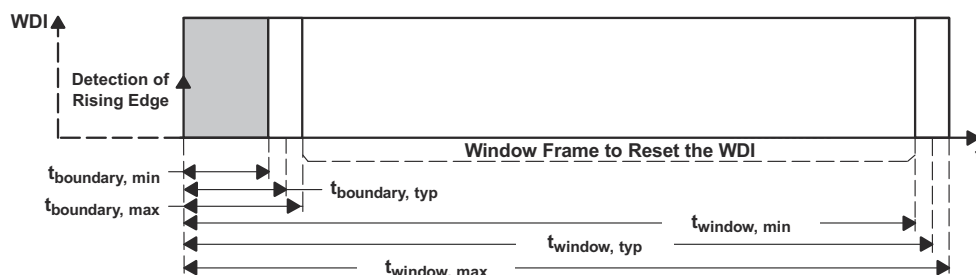 WDI
Detection of
Rising Edge
t
Window Frame to Reset the WDI
tboundary, min
tboundary, typ
tboundary, max
twindow, min
twindow, typ
twindow, max